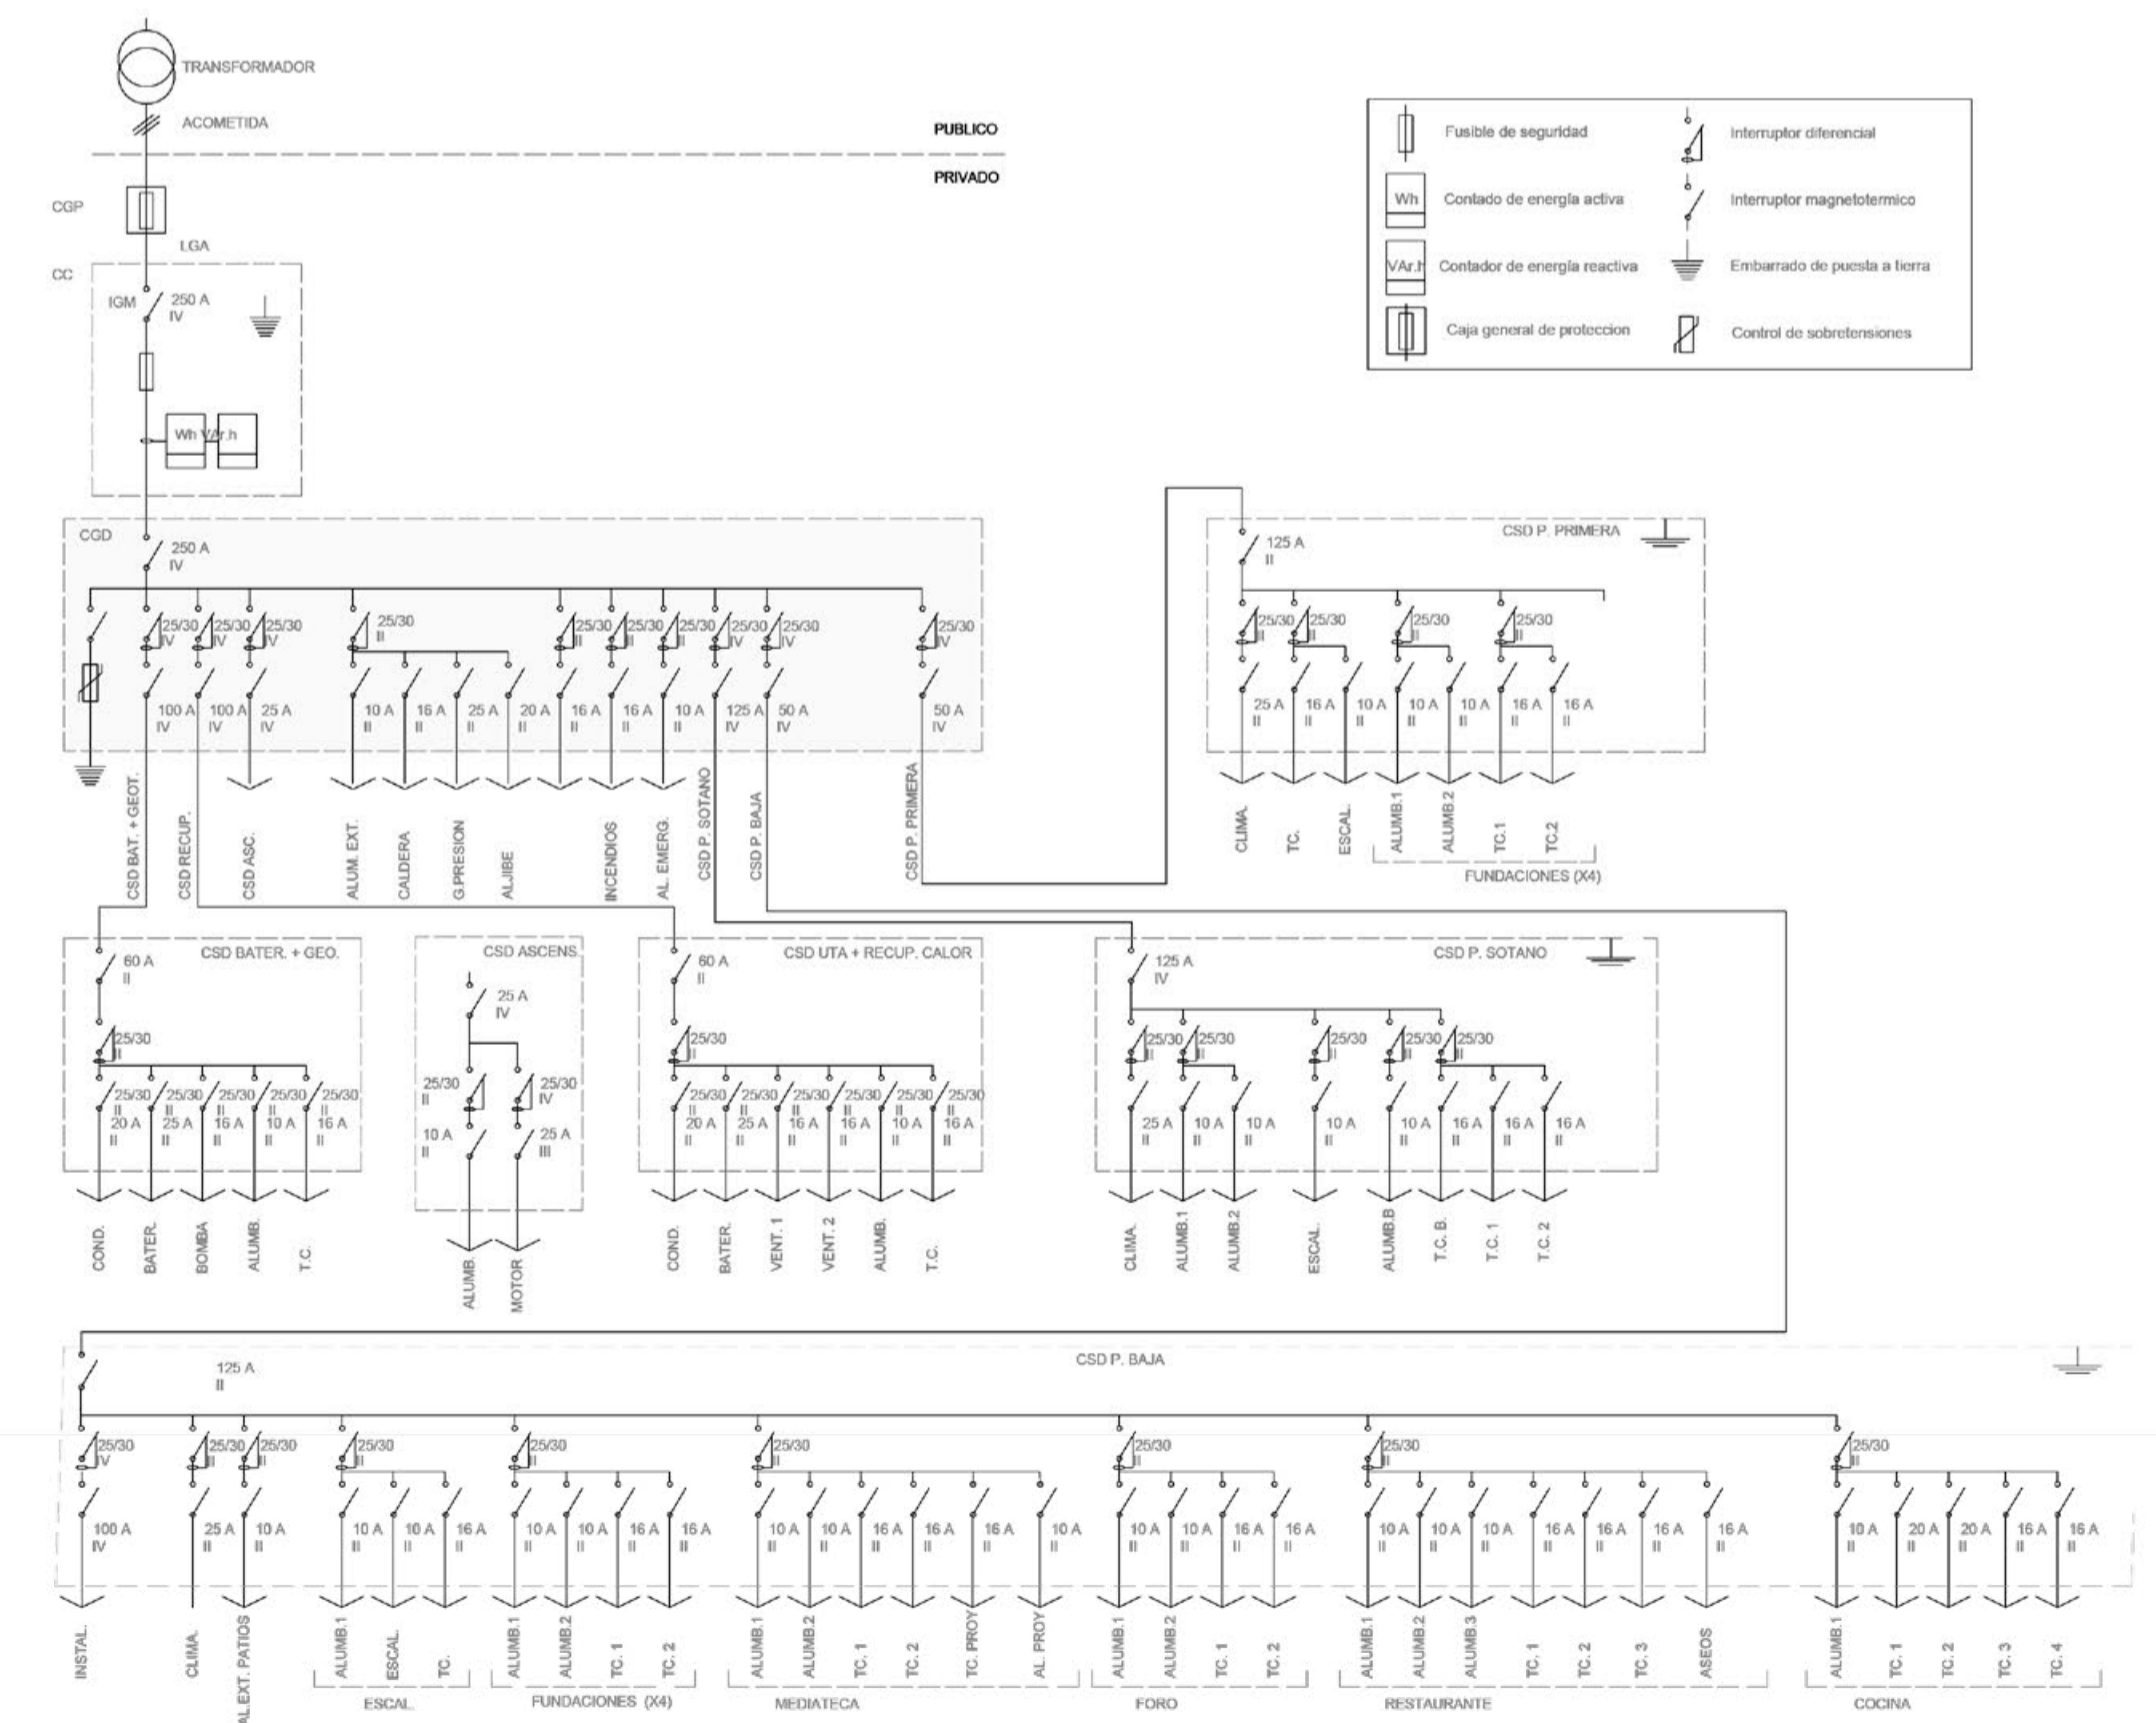 TRANSFORMADOR
ACOMETIDA
PUBLICO
PRIVADO
CGP
LGA
CC
IGM
250 A
IV
Wh VAr.h
Fusible de seguridad
Interruptor diferencial
Wh
Contado de energía activa
Interruptor magnetotermico
VAr.h
Contador de energía reactiva
Embarrado de puesta a tierra
Caja general de proteccion
Control de sobretensiones
CGD
250 A
IV
25/30 25/30 25/30 25/30 25/30 25/30 25/30 25/30 25/30 25/30
IV IV IV II II II II IV IV IV
100 A 100 A 25 A 10 A 16 A 25 A 20 A 16 A 16 A 10 A 125 A 50 A 50 A
IV IV IV II II II II II II II IV IV IV
CSD BAT. + GEOT.
CSD RECUP.
CSD ASC.
ALUM. EXT.
CALDERA
G.PRESION
ALJIBE
INCENDIOS
AL. EMERG.
CSD P. SOTANO
CSD P. BAJA
CSD P. PRIMERA
CSD P. PRIMERA
125 A
II
25/30 25/30 25/30 25/30
II II II II
25 A 16 A 10 A 10 A 10 A 16 A 16 A
II II II II II II II
CLIMA.
TC.
ESCAL.
ALUMB.1
ALUMB.2
TC.1
TC.2
FUNDACIONES (X4)
CSD BATER. + GEO.
60 A
II
25/30
II
25/30 25/30 25/30 25/30 25/30
II II II II II
20 A 25 A 16 A 10 A 16 A
II II II II II
COND.
BATER.
BOMBA
ALUMB.
T.C.
CSD ASCENS.
25 A
IV
25/30 25/30
II IV
10 A 25 A
II III
ALUMB.
MOTOR
CSD UTA + RECUP. CALOR
60 A
II
25/30
II
25/30 25/30 25/30 25/30 25/30 25/30
II II II II II II
20 A 25 A 16 A 16 A 10 A 16 A
II II II II II II
COND.
BATER.
VENT. 1
VENT. 2
ALUMB.
T.C.
CSD P. SOTANO
125 A
IV
25/30 25/30 25/30 25/30 25/30
II II II II II
25 A 10 A 10 A 10 A 10 A 16 A 16 A 16 A
II II II II II II II II
CLIMA.
ALUMB.1
ALUMB.2
ESCAL.
ALUMB.B
T.C. B.
T.C. 1
T.C. 2
CSD P. BAJA
125 A
II
25/30 25/30 25/30 25/30 25/30 25/30 25/30 25/30 25/30
IV II II II II II II II II
100 A 25 A 10 A 10 A 10 A 16 A 10 A 10 A 16 A 16 A 10 A 10 A 16 A 16 A 16 A 10 A 10 A 10 A 16 A 16 A 10 A 10 A 10 A 16 A 16 A 16 A 16 A 10 A 20 A 20 A 16 A 16 A
IV II II II II II II II II II II II II II II II II II II II II II II II II II II II II II II II
INSTAL.
CLIMA.
AL.EXT. PATIOS
ALUMB.1
ESCAL.
TC.
ESCAL.
ALUMB.1
ALUMB.2
TC. 1
TC. 2
FUNDACIONES (X4)
ALUMB.1
ALUMB.2
TC. 1
TC. 2
TC. PROY
AL. PROY
MEDIATECA
ALUMB.1
ALUMB.2
TC. 1
TC. 2
FORO
ALUMB.1
ALUMB.2
ALUMB.3
TC. 1
TC. 2
TC. 3
ASEOS
RESTAURANTE
ALUMB.1
TC. 1
TC. 2
TC. 3
TC. 4
COCINA